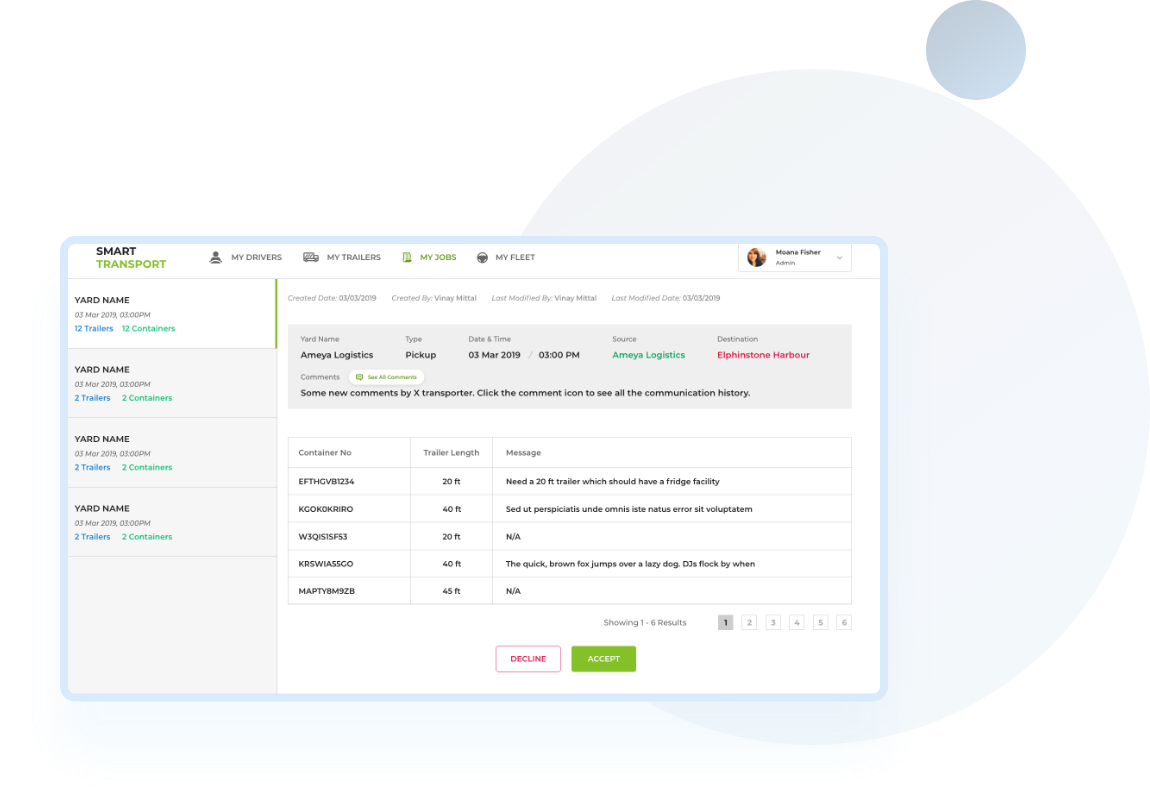 SMART
TRANSPORT
MY DRIVERS
MY TRAILERS
MY JOBS
MY FLEET
Moana Fisher
Admin
YARD NAME
03 Mar 2019, 03:00PM
12 Trailers 12 Containers
YARD NAME
03 Mar 2019, 03:00PM
2 Trailers 2 Containers
YARD NAME
03 Mar 2019, 03:00PM
2 Trailers 2 Containers
YARD NAME
03 Mar 2019, 03:00PM
2 Trailers 2 Containers
Created Date: 03/03/2019 Created By: Vinay Mittal Last Modified By: Vinay Mittal Last Modified Date: 03/03/2019
Yard Name Type Date & Time Source Destination
Ameya Logistics Pickup 03 Mar 2019 / 03:00 PM Ameya Logistics Elphinstone Harbour
Comments See All Comments
Some new comments by X transporter. Click the comment icon to see all the communication history.
Container No Trailer Length Message
EFTHGVB1234 20 ft Need a 20 ft trailer which should have a fridge facility
KGOK0KRIRO 40 ft Sed ut perspiciatis unde omnis iste natus error sit voluptatem
W3QIS1SF53 20 ft N/A
KRSWIA55GO 40 ft The quick, brown fox jumps over a lazy dog. DJs flock by when
MAPTY8M9ZB 45 ft N/A
Showing 1 - 6 Results 1 2 3 4 5 6
DECLINE ACCEPT